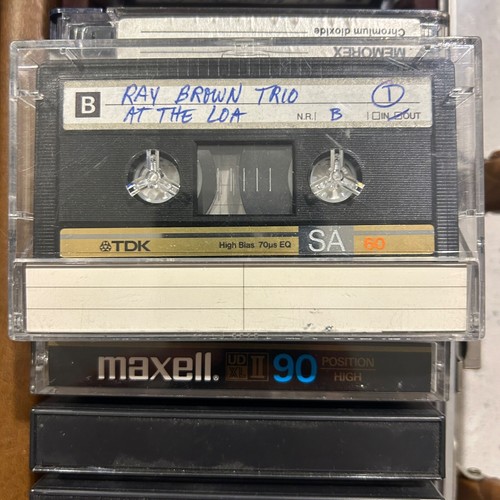 Chromium dioxide
MEMOREX
B RAY BROWN TRIO
AT THE LOA N.R. B IN OUT
I
TDK High Bias 70μs EQ SA 60
maxell. UD XL II 90 POSITION HIGH